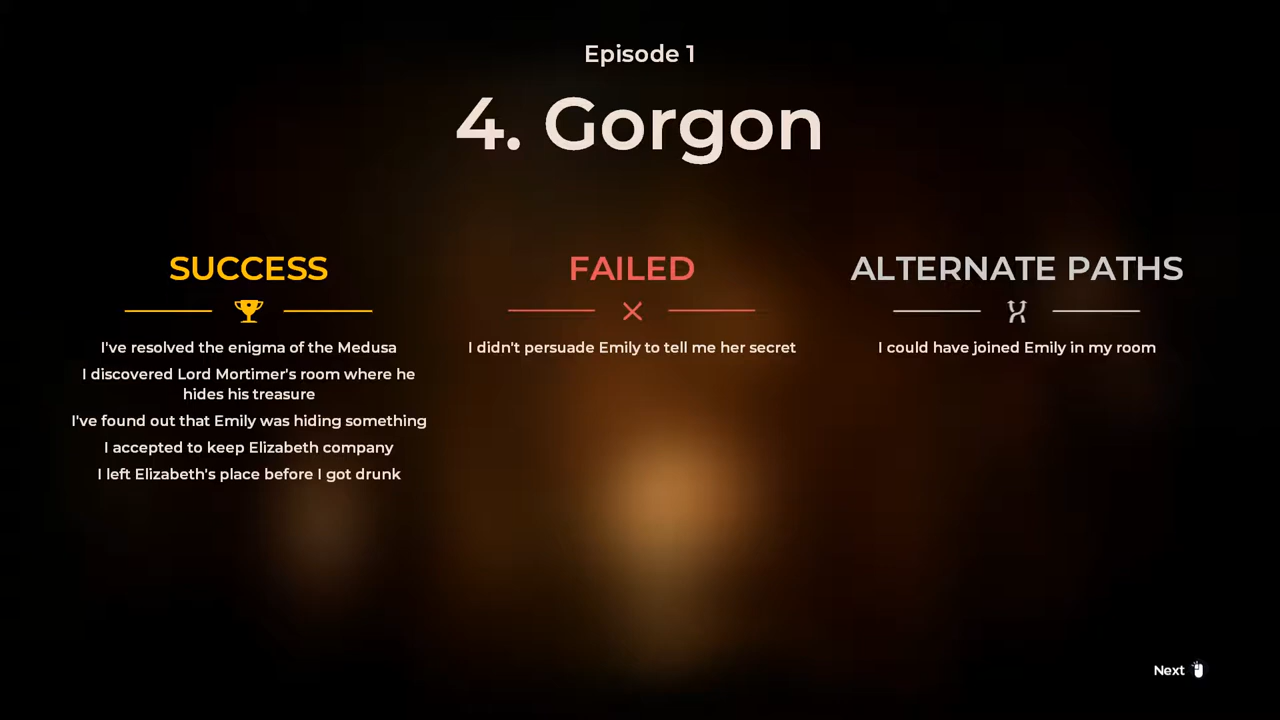 Episode 1
4. Gorgon
SUCCESS
I've resolved the enigma of the Medusa
I discovered Lord Mortimer's room where he
hides his treasure
I've found out that Emily was hiding something
I accepted to keep Elizabeth company
I left Elizabeth's place before I got drunk
FAILED
I didn't persuade Emily to tell me her secret
ALTERNATE PATHS
I could have joined Emily in my room
Next